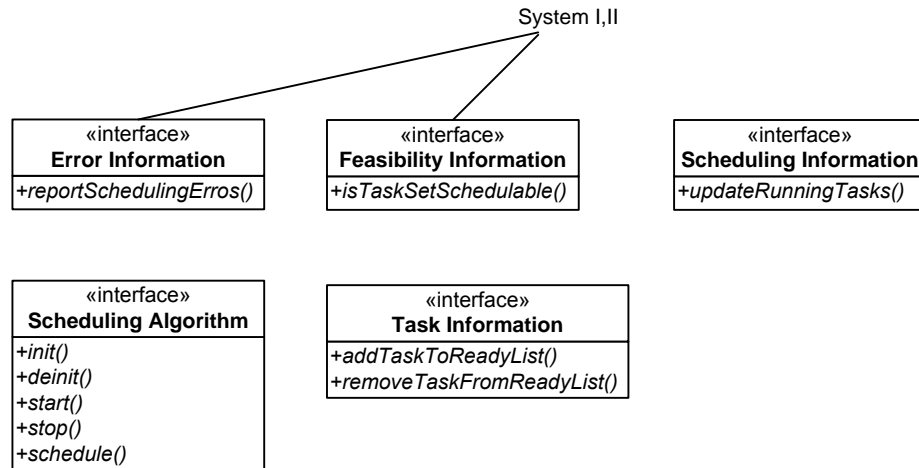 System I,II
«interface»
Error Information
+reportSchedulingErros()
«interface»
Feasibility Information
+isTaskSetSchedulable()
«interface»
Scheduling Information
+updateRunningTasks()
«interface»
Scheduling Algorithm
+init()
+deinit()
+start()
+stop()
+schedule()
«interface»
Task Information
+addTaskToReadyList()
+removeTaskFromReadyList()